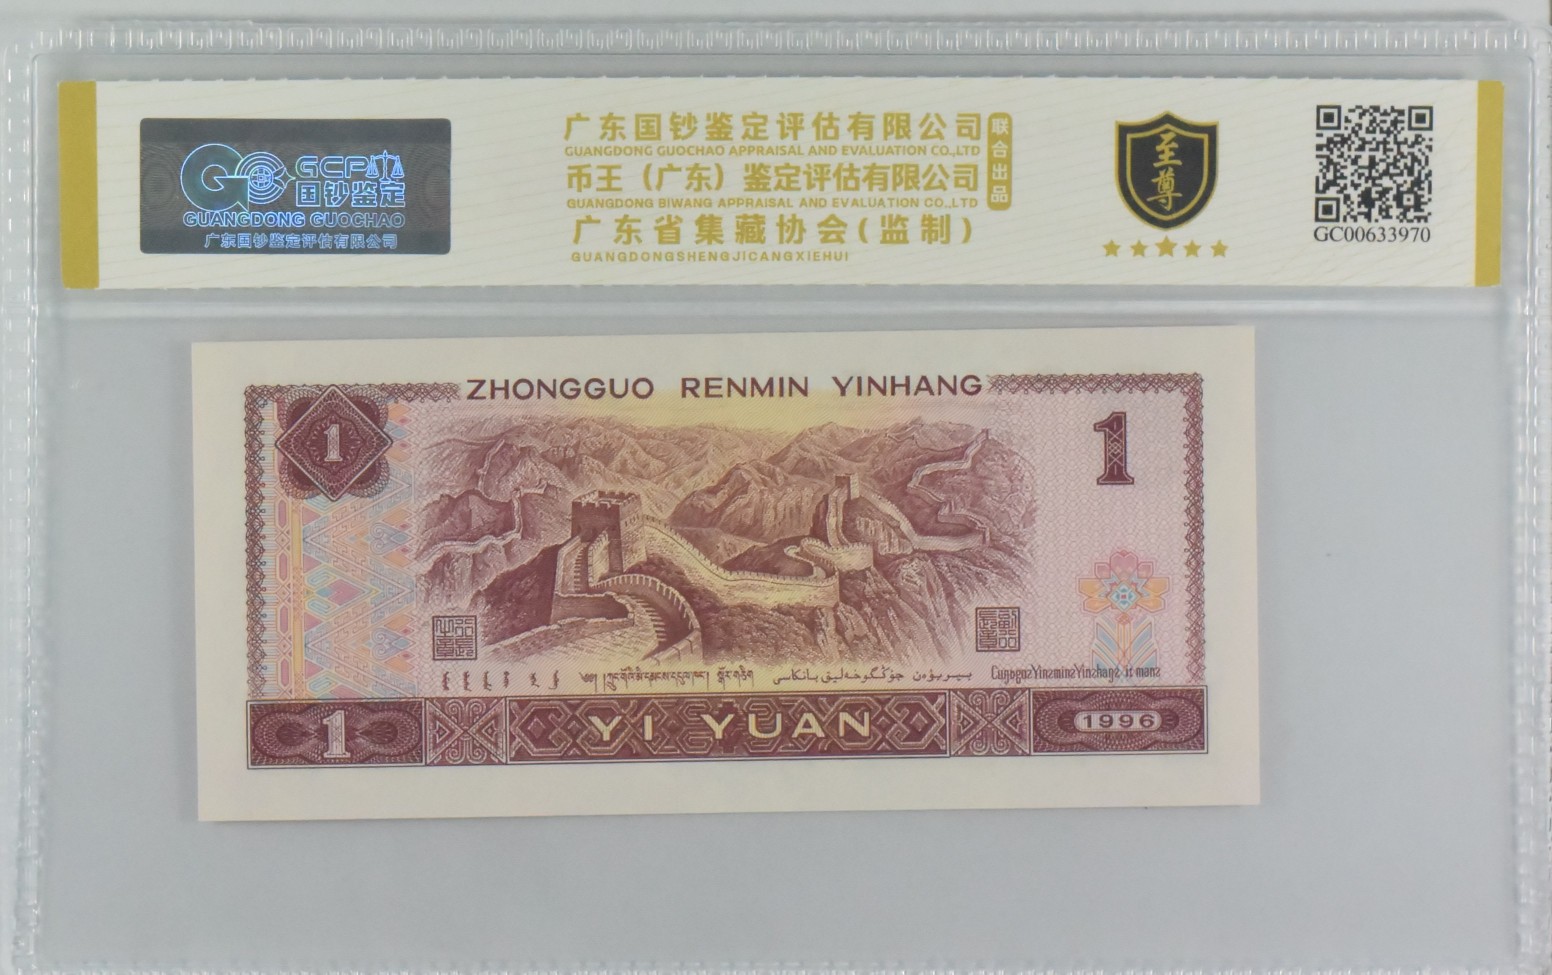 GCP
国钞鉴定
GUANGDONG GUOCHAO
广东国钞鉴定评估有限公司
广东国钞鉴定评估有限公司
GUANGDONG GUOCHAO APPRAISAL AND EVALUATION CO.,LTD
币王（广东）鉴定评估有限公司
GUANGDONG BIWANG APPRAISAL AND EVALUATION CO.,LTD
广东省集藏协会(监制)
GUANGDONGSHENGJICANGXIEHUI
联合出品
至尊
GC00633970
ZHONGGUO RENMIN YINHANG
1
1
YI YUAN
1
1996